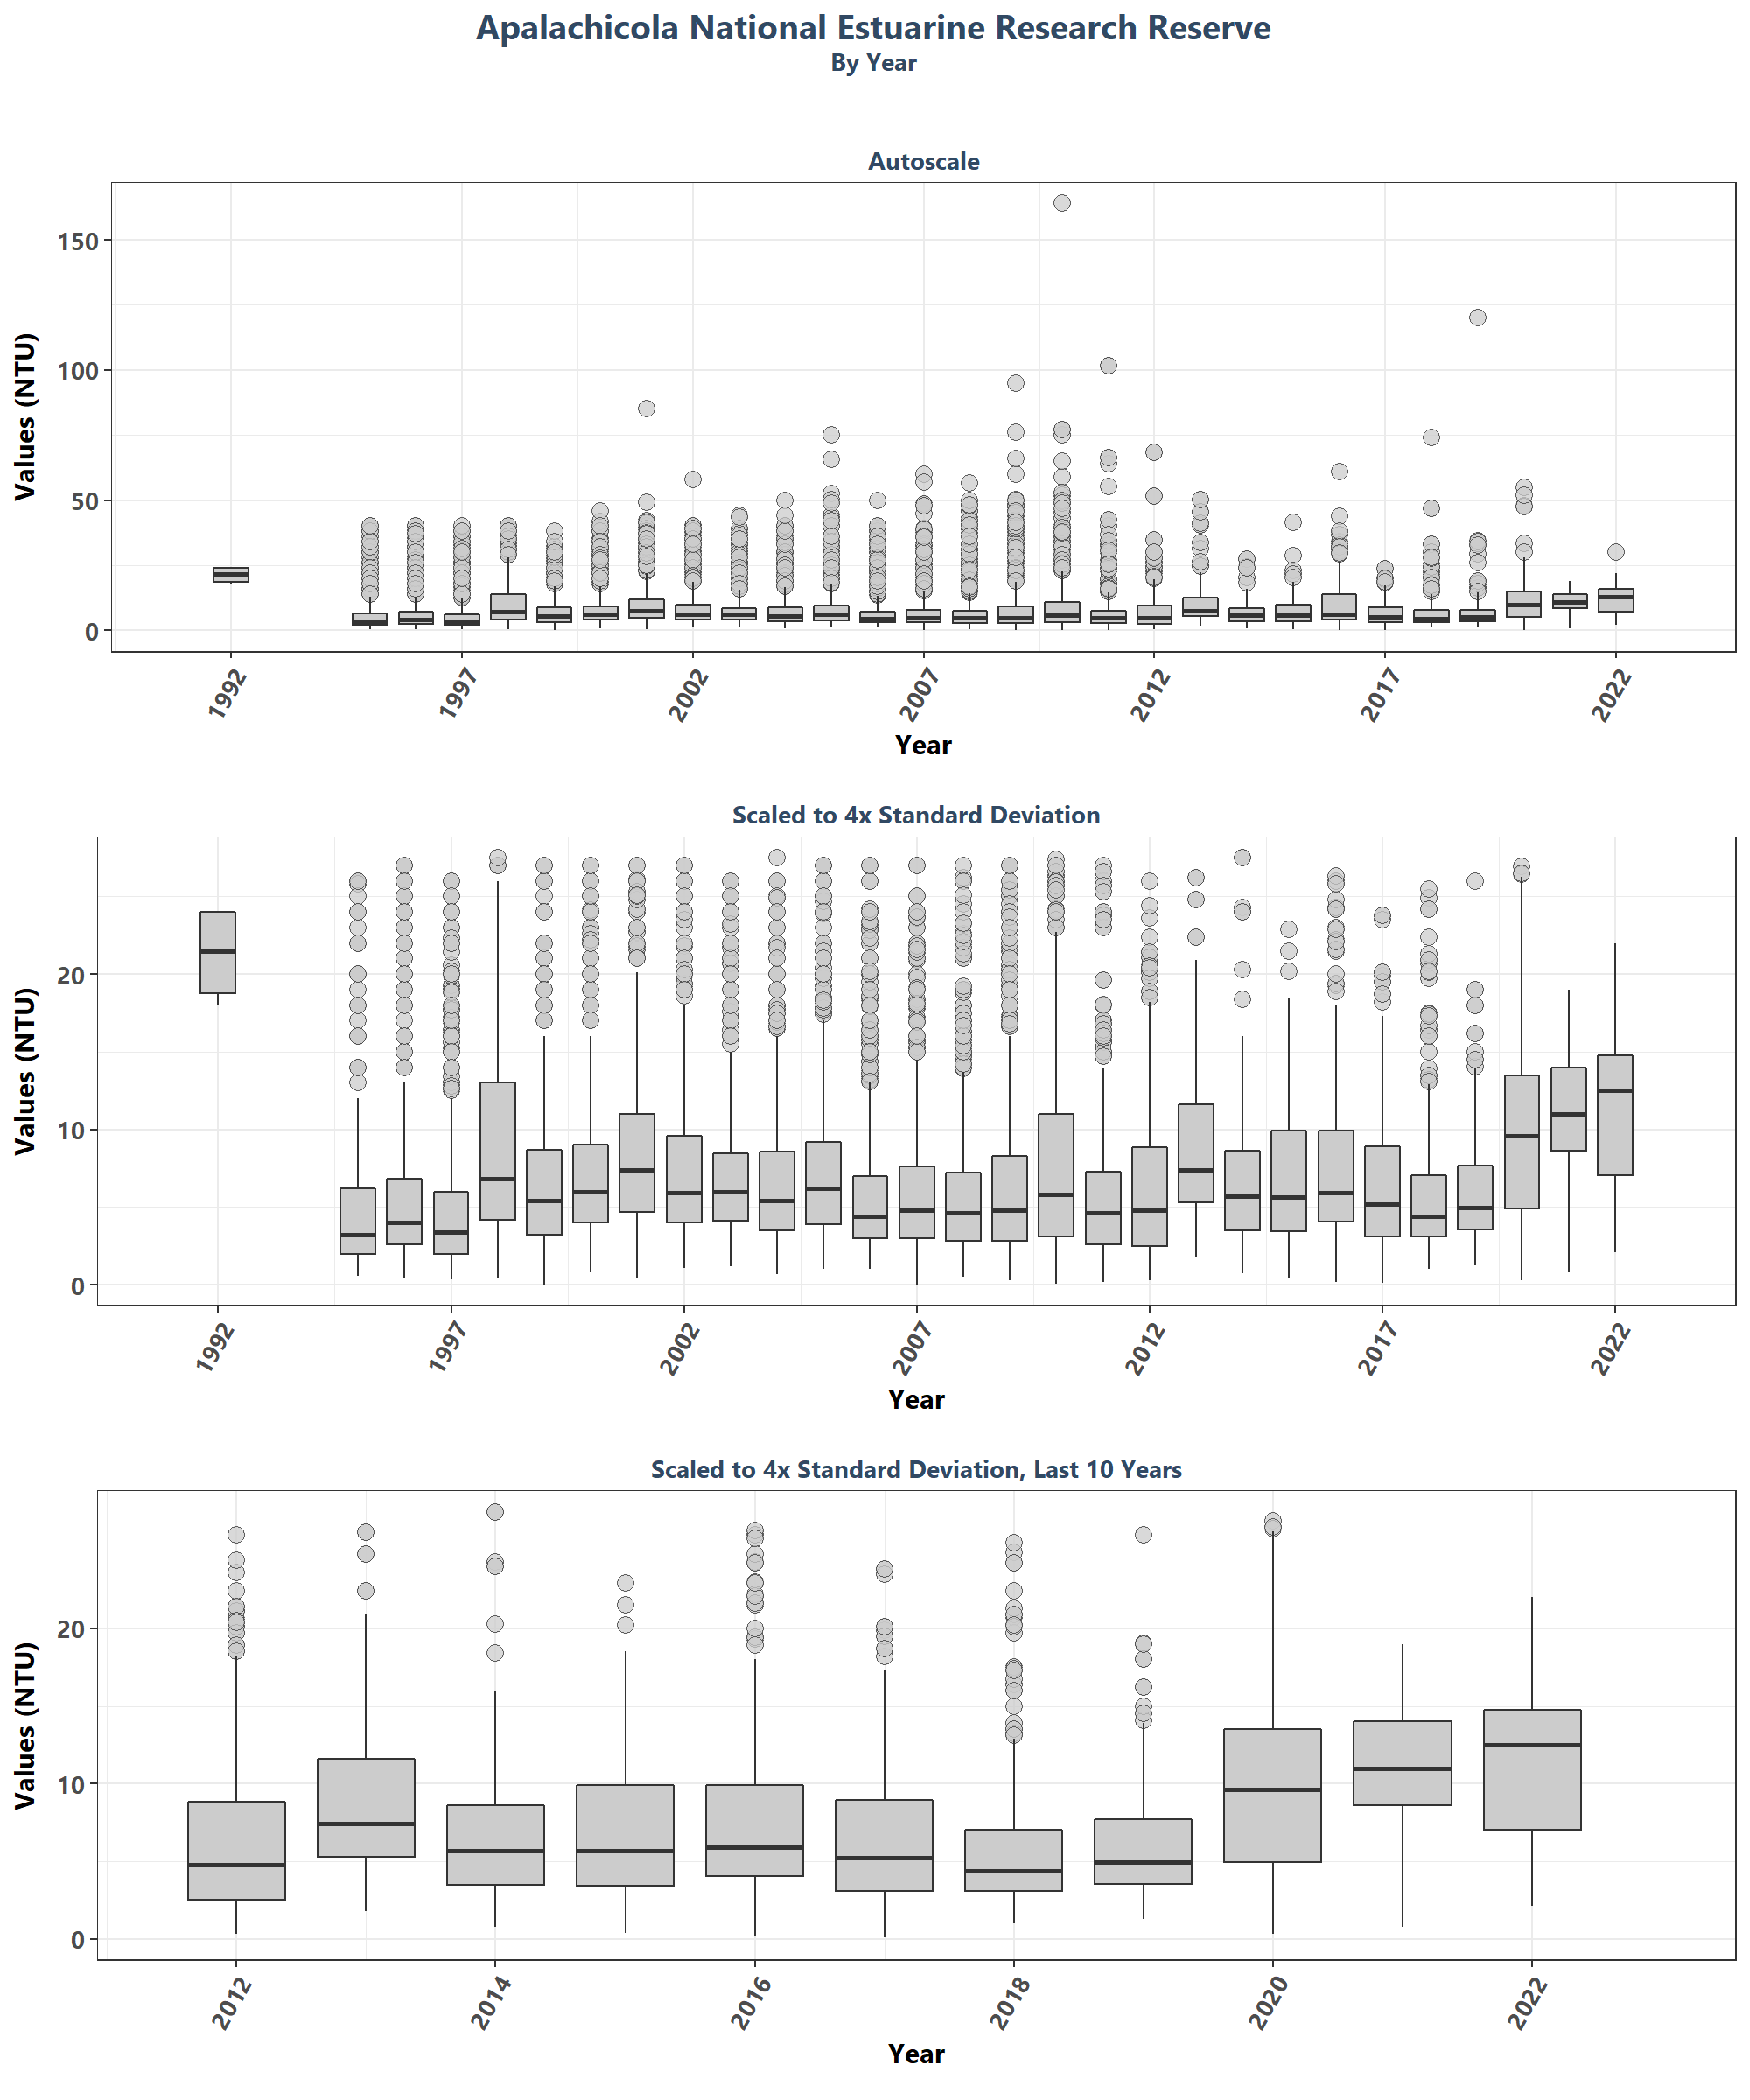 Apalachicola National Estuarine Research Reserve
By Year
Autoscale
Values (NTU)
150
100
50
0
1992
1997
2002
2007
2012
2017
2022
Year
Scaled to 4x Standard Deviation
Values (NTU)
20
10
0
1992
1997
2002
2007
2012
2017
2022
Year
Scaled to 4x Standard Deviation, Last 10 Years
Values (NTU)
20
10
0
2012
2014
2016
2018
2020
2022
Year